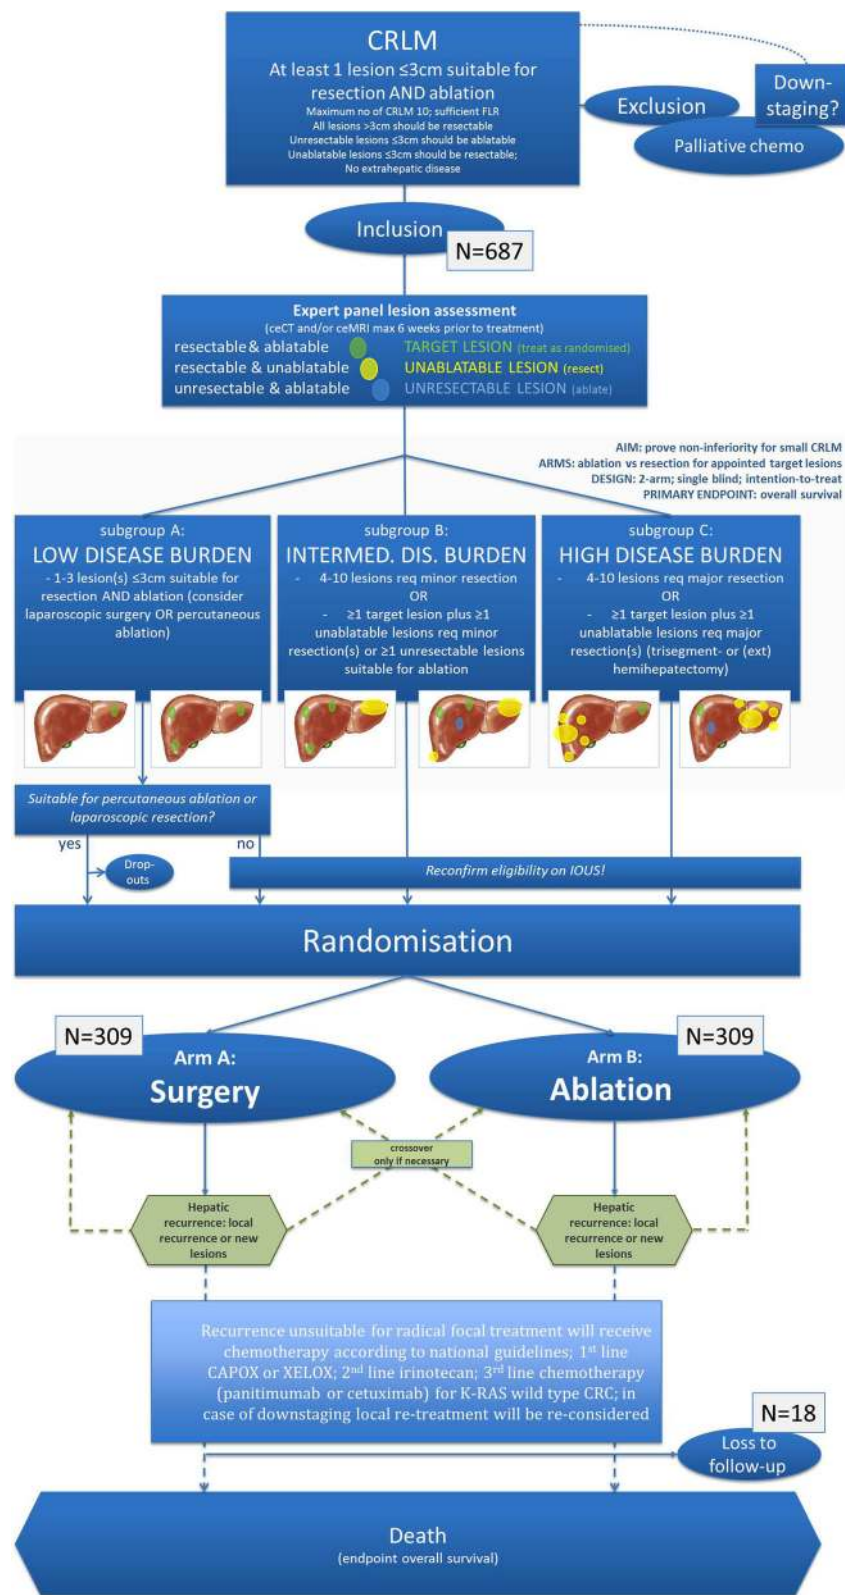 CRLM
At least 1 lesion ≤3cm suitable for
resection AND ablation
Maximum no of CRLM 10; sufficient FLR
All lesions >3cm should be resectable
Unresectable lesions ≤3cm should be ablatable
Unablatable lesions ≤3cm should be resectable;
No extrahepatic disease
Down-
staging?
Exclusion
Palliative chemo
Inclusion
N=687
Expert panel lesion assessment
(ceCT and/or ceMRI max 6 weeks prior to treatment)
resectable & ablatable TARGET LESION (treat as randomised)
resectable & unablatable UNABLATABLE LESION (resect)
unresectable & ablatable UNRESECTABLE LESION (ablate)
AIM: prove non-inferiority for small CRLM
ARMS: ablation vs resection for appointed target lesions
DESIGN: 2-arm; single blind; intention-to-treat
PRIMARY ENDPOINT: overall survival
subgroup A:
LOW DISEASE BURDEN
- 1-3 lesion(s) ≤3cm suitable for
resection AND ablation (consider
laparoscopic surgery OR percutaneous
ablation)
subgroup B:
INTERMED. DIS. BURDEN
- 4-10 lesions req minor resection
OR
- ≥1 target lesion plus ≥1
unablatable lesions req minor
resection(s) or ≥1 unresectable lesions
suitable for ablation
subgroup C:
HIGH DISEASE BURDEN
- 4-10 lesions req major resection
OR
- ≥1 target lesion plus ≥1
unablatable lesions req major
resection(s) (trisegment- or (ext)
hemihepatectomy)
Suitable for percutaneous ablation or
laparoscopic resection?
yes
no
Drop-
outs
Reconfirm eligibility on IOUS!
Randomisation
N=309
Arm A:
Surgery
N=309
Arm B:
Ablation
crossover
only if necessary
Hepatic
recurrence: local
recurrence or new
lesions
Hepatic
recurrence: local
recurrence or new
lesions
Recurrence unsuitable for radical focal treatment will receive
chemotherapy according to national guidelines; 1st line
CAPOX or XELOX; 2nd line irinotecan; 3rd line chemotherapy
(panitimumab or cetuximab) for K-RAS wild type CRC; in
case of downstaging local re-treatment will be re-considered
N=18
Loss to
follow-up
Death
(endpoint overall survival)